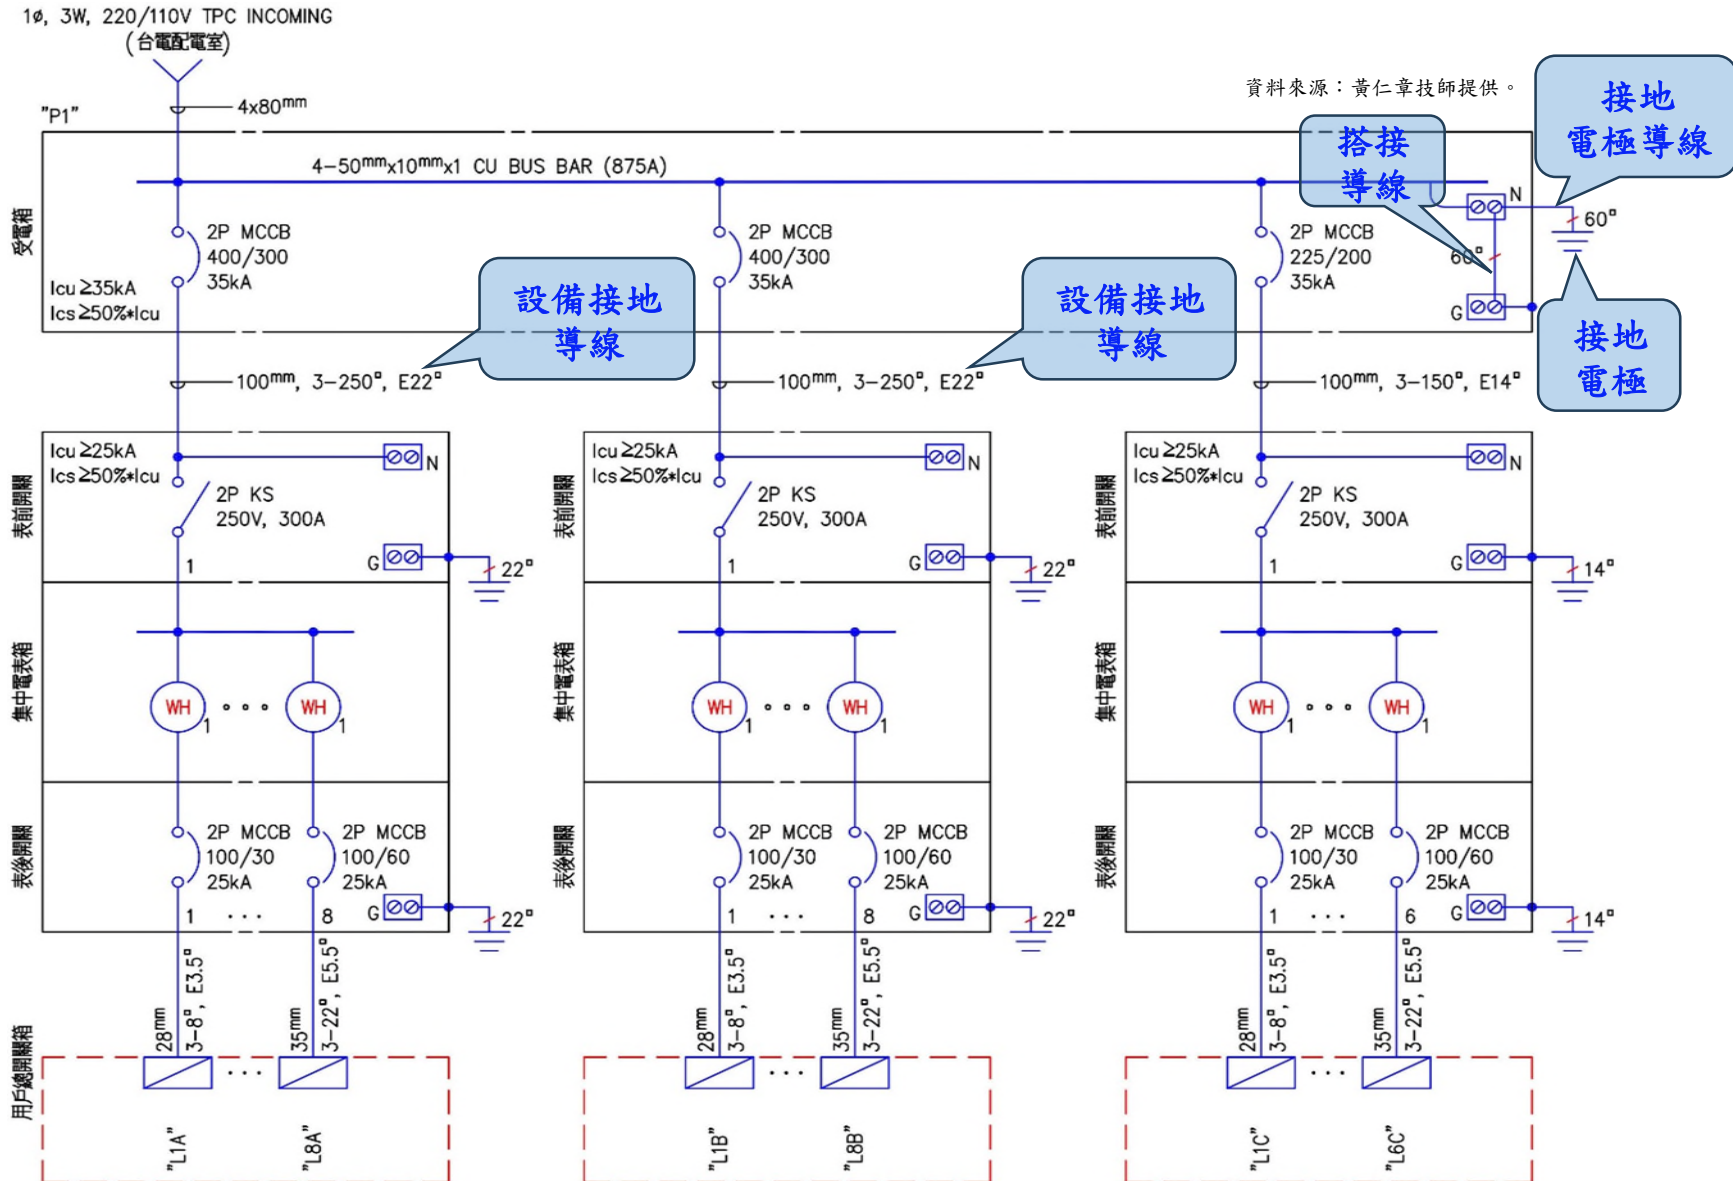 1ø, 3W, 220/110V TPC INCOMING
(台電配電室)
資料來源：黃仁章技師提供。
接地
電極導線
搭接
導線
"P1"
4x80mm
4-50mmx10mmx1 CU BUS BAR (875A)
受電箱
2P MCCB
400/300
35kA
Icu≥35kA
Ics≥50%*Icu
2P MCCB
400/300
35kA
2P MCCB
225/200
35kA
N
60□
60□
G
設備接地
導線
設備接地
導線
接地
電極
100mm, 3-250□, E22□
100mm, 3-250□, E22□
100mm, 3-150□, E14□
表前開關
Icu≥25kA
Ics≥50%*Icu
N
2P KS
250V, 300A
1
G
22□
表前開關
Icu≥25kA
Ics≥50%*Icu
N
2P KS
250V, 300A
1
G
22□
表前開關
Icu≥25kA
Ics≥50%*Icu
N
2P KS
250V, 300A
1
G
14□
集中電表箱
WH
1
WH
1
集中電表箱
WH
1
WH
1
集中電表箱
WH
1
WH
1
表後開關
2P MCCB
100/30
25kA
2P MCCB
100/60
25kA
1
8
G
22□
表後開關
2P MCCB
100/30
25kA
2P MCCB
100/60
25kA
1
8
G
22□
表後開關
2P MCCB
100/30
25kA
2P MCCB
100/60
25kA
1
6
G
14□
28mm
3-8□, E3.5□
35mm
3-22□, E5.5□
28mm
3-8□, E3.5□
35mm
3-22□, E5.5□
28mm
3-8□, E3.5□
35mm
3-22□, E5.5□
用戶總開關箱
"L1A"
"L8A"
"L1B"
"L8B"
"L1C"
"L6C"